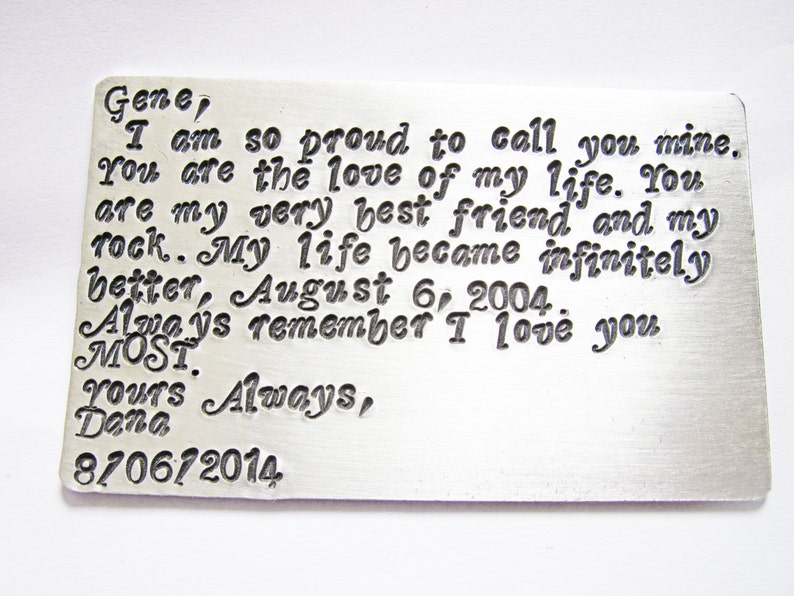 Gene,
I am so proud to call you mine.
You are the love of my life. You
are my very best friend and my
rock. My life became infinitely
better, August 6, 2004.
Always remember I love you
MOST.
Yours Always,
Dana
8/06/2014